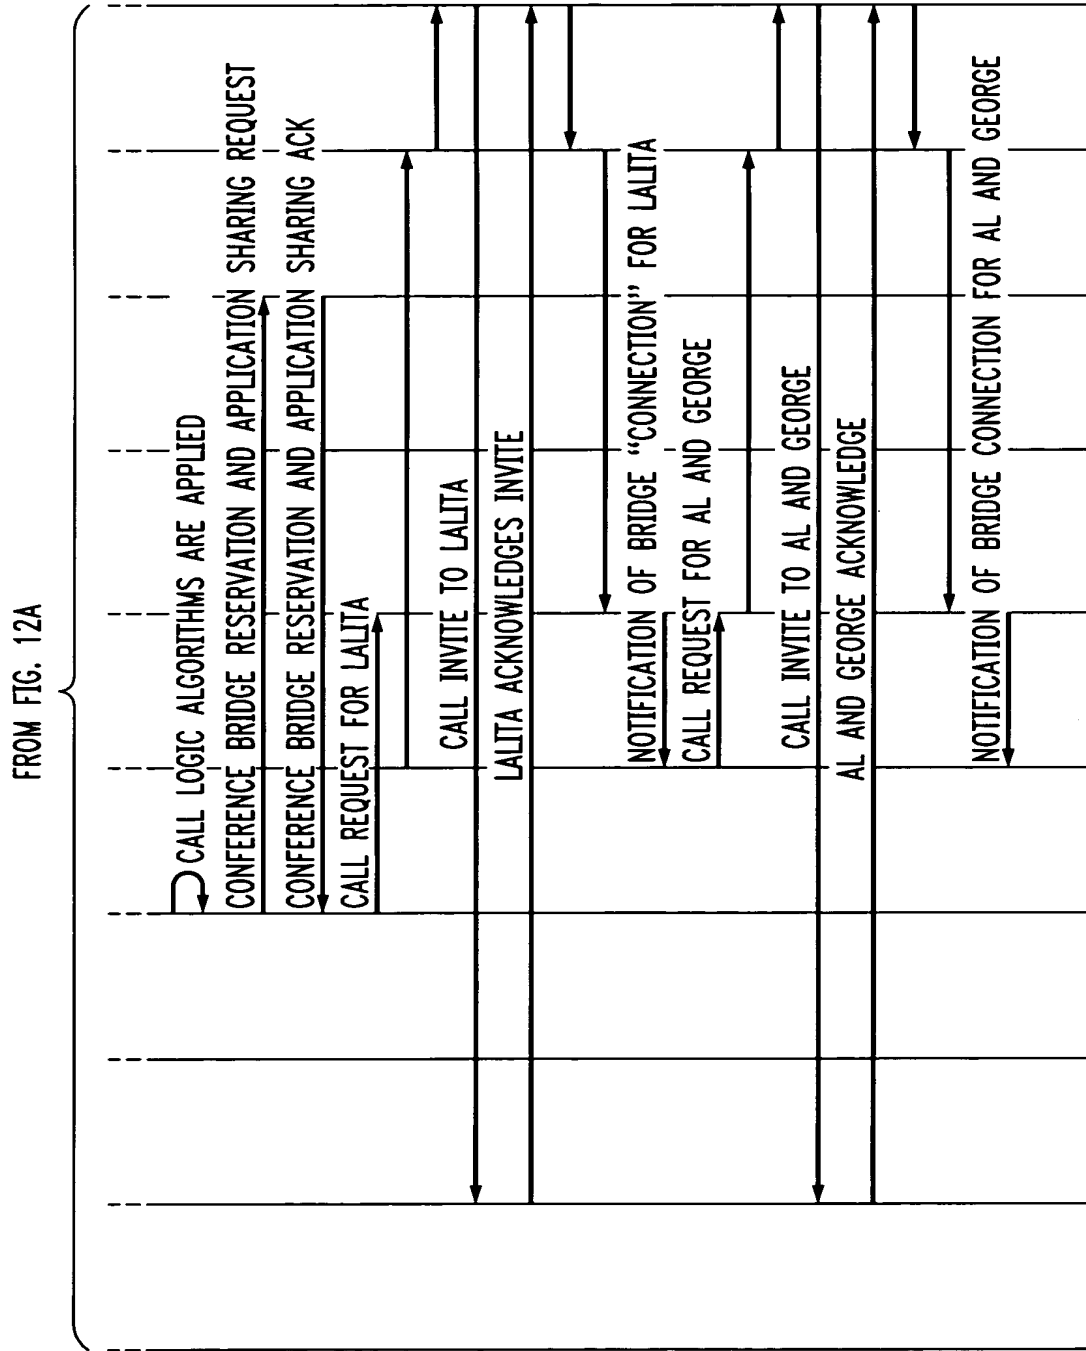 FROM FIG. 12A
CALL LOGIC ALGORITHMS ARE APPLIED
CONFERENCE BRIDGE RESERVATION AND APPLICATION SHARING REQUEST
CONFERENCE BRIDGE RESERVATION AND APPLICATION SHARING ACK
CALL REQUEST FOR LALITA
CALL INVITE TO LALITA
LALITA ACKNOWLEDGES INVITE
NOTIFICATION OF BRIDGE “CONNECTION” FOR LALITA
CALL REQUEST FOR AL AND GEORGE
CALL INVITE TO AL AND GEORGE
AL AND GEORGE ACKNOWLEDGE
NOTIFICATION OF BRIDGE CONNECTION FOR AL AND GEORGE